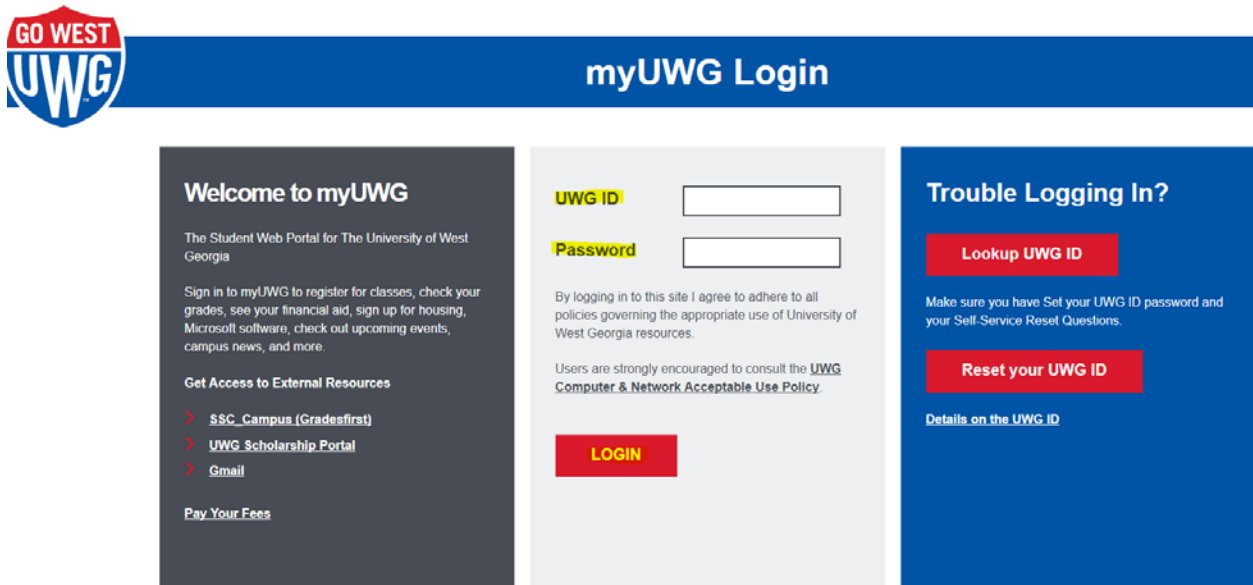 GO WEST
UWG
myUWG Login
Welcome to myUWG
The Student Web Portal for The University of West
Georgia
Sign in to myUWG to register for classes, check your
grades, see your financial aid, sign up for housing,
Microsoft software, check out upcoming events,
campus news, and more.
Get Access to External Resources
SSC_Campus (Gradesfirst)
UWG Scholarship Portal
Gmail
Pay Your Fees
UWG ID
Password
By logging in to this site I agree to adhere to all
policies governing the appropriate use of University of
West Georgia resources.
Users are strongly encouraged to consult the UWG
Computer & Network Acceptable Use Policy.
LOGIN
Trouble Logging In?
Lookup UWG ID
Make sure you have Set your UWG ID password and
your Self-Service Reset Questions.
Reset your UWG ID
Details on the UWG ID